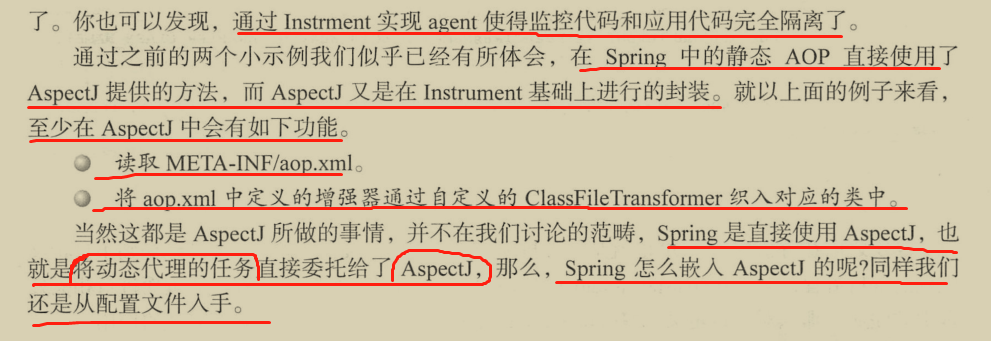 了。你也可以发现，通过 Instrment 实现 agent 使得监控代码和应用代码完全隔离了。
通过之前的两个小示例我们似乎已经有所体会，在 Spring 中的静态 AOP 直接使用了
AspectJ 提供的方法，而 AspectJ 又是在 Instrument 基础上进行的封装。就以上面的例子来看，
至少在 AspectJ 中会有如下功能。
读取 META-INF/aop.xml。
将 aop.xml 中定义的增强器通过自定义的 ClassFileTransformer 织入对应的类中。
当然这都是 AspectJ 所做的事情，并不在我们讨论的范畴，Spring 是直接使用 AspectJ，也
就是将动态代理的任务直接委托给了 AspectJ，那么，Spring 怎么嵌入 AspectJ 的呢?同样我们
还是从配置文件入手。